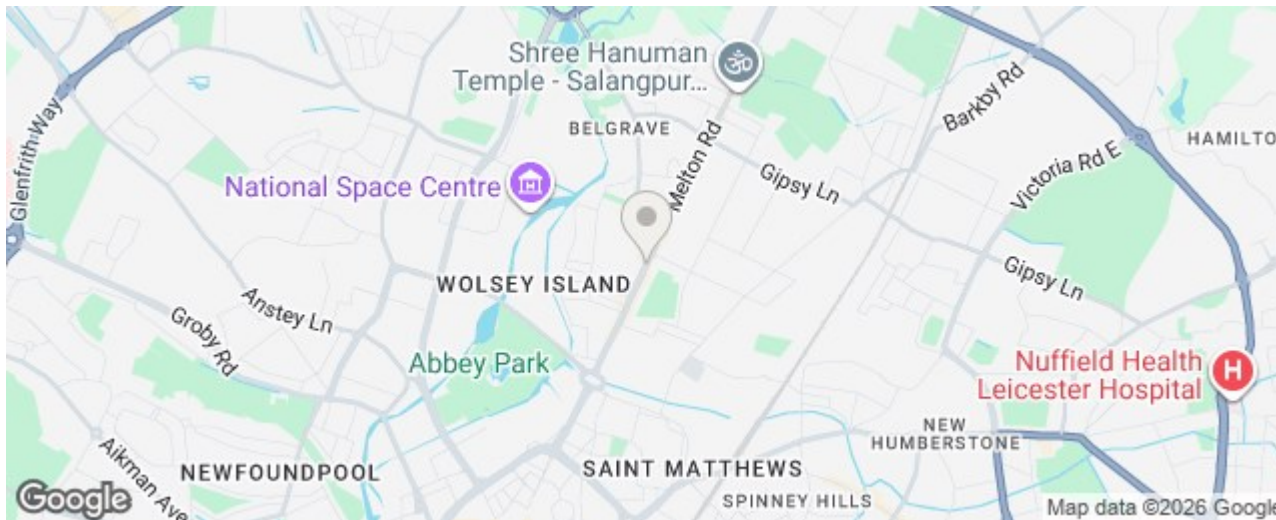 Shree Hanuman
Temple - Salangpur...
BELGRAVE
Melton Rd
Barkby Rd
HAMILTO
Glenfrith Way
National Space Centre
Gipsy Ln
Victoria Rd E
WOLSEY ISLAND
Gipsy Ln
Anstey Ln
Groby Rd
Abbey Park
Nuffield Health
Leicester Hospital
H
NEW
HUMBERSTONE
Aikman Ave
NEWFOUNDPOOL
SAINT MATTHEWS
SPINNEY HILLS
Google
Map data ©2026 Google
ॐ